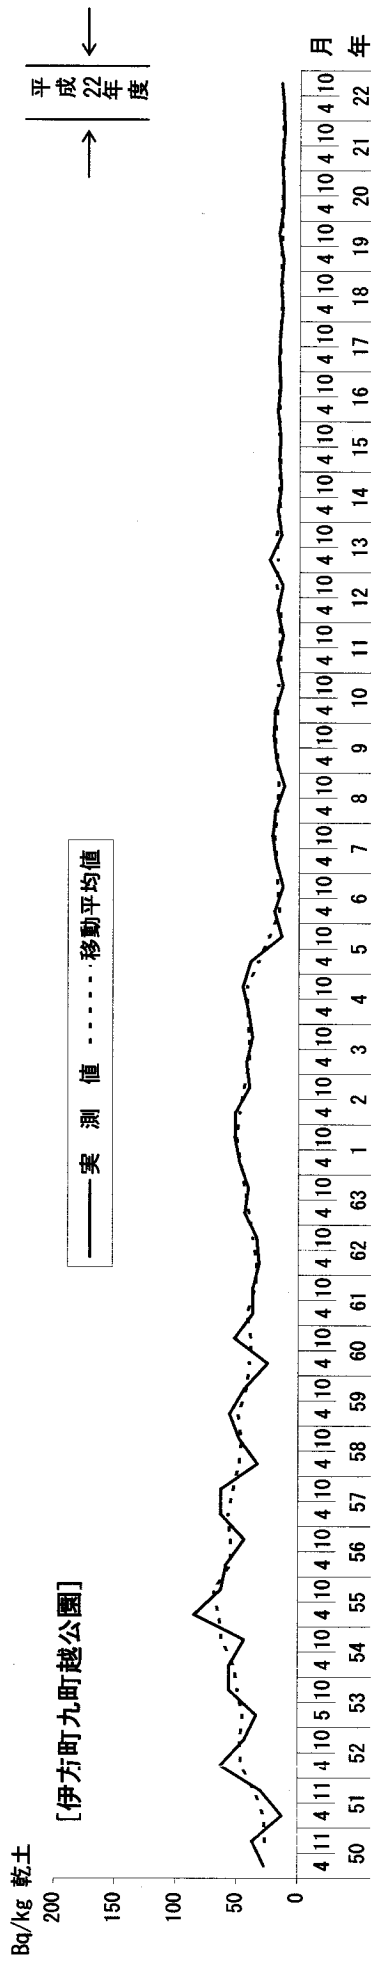 Bq/kg 乾土
[伊方町九町越公園]
実測値 移動平均値
平成22年度
200
150
100
50
0
4 11 4 11 4 10 5 10 4 10 4 10 4 10 4 10 4 10 4 10 4 10 4 10 4 10 4 10 4 10 4 10 4 10 4 10 4 10 4 10 4 10 4 10 4 10 4 10 4 10 4 10 4 10 4 10 4 10 4 10 4 10 4 10 4 10 4 10 4 10 4 10 月
50 51 52 53 54 55 56 57 58 59 60 61 62 63 1 2 3 4 5 6 7 8 9 10 11 12 13 14 15 16 17 18 19 20 21 22 年